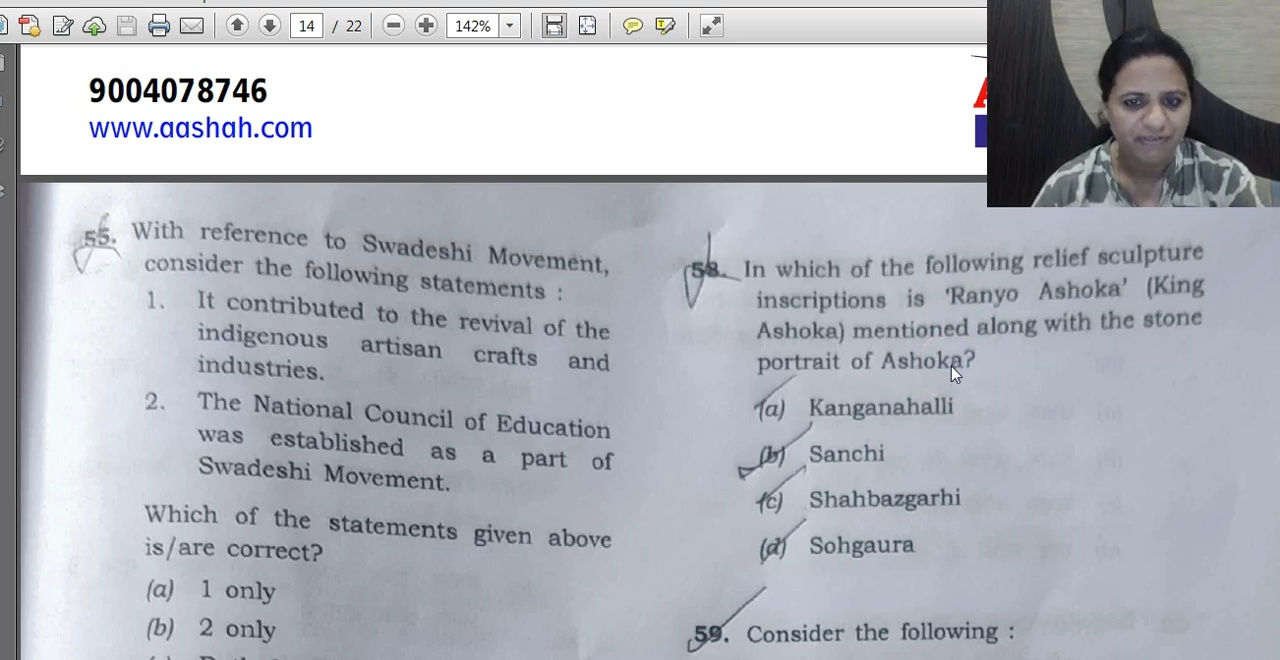 14 / 22
142%
9004078746
www.aashah.com
55. With reference to Swadeshi Movement,
consider the following statements :
1. It contributed to the revival of the
indigenous artisan crafts and
industries.
2. The National Council of Education
was established as a part of
Swadeshi Movement.
Which of the statements given above
is/are correct?
(a) 1 only
(b) 2 only
58. In which of the following relief sculpture
inscriptions is 'Ranyo Ashoka' (King
Ashoka) mentioned along with the stone
portrait of Ashoka?
(a) Kanganahalli
(b) Sanchi
(c) Shahbazgarhi
(d) Sohgaura
59. Consider the following :